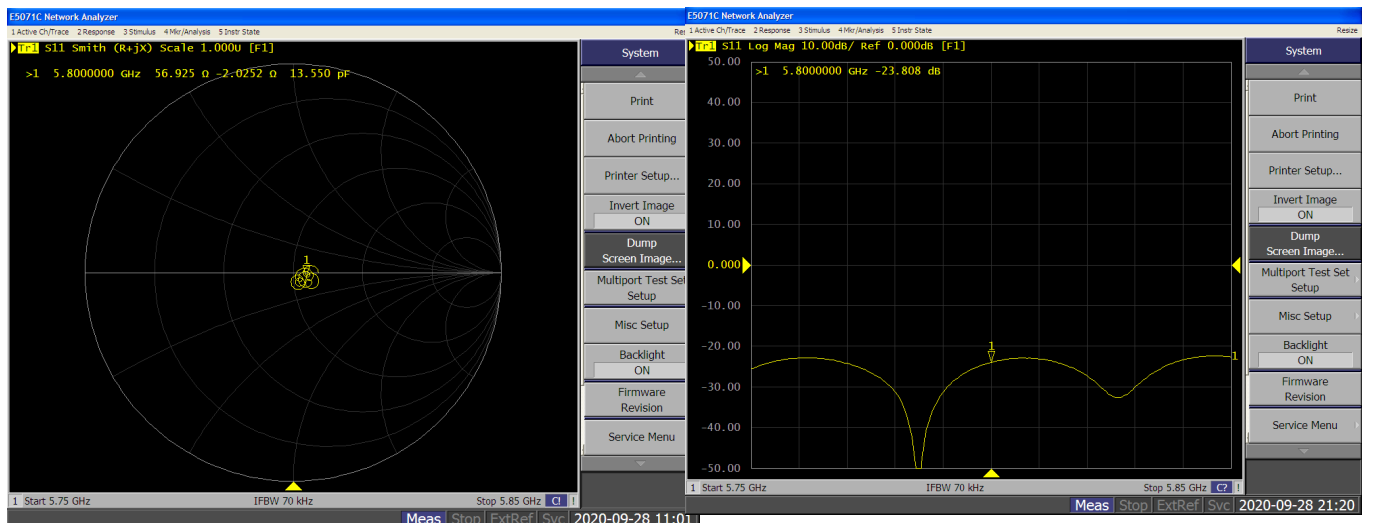 E5071C Network Analyzer
1 Active Ch/Trace 2 Response 3 Stimulus 4 Mkr/Analysis 5 Instr State
Tr1 S11 Smith (R+jX) Scale 1.000U [F1]
>1 5.8000000 GHz 56.925 Ω -2.0252 Ω 13.550 pF
1
System
Print
Abort Printing
Printer Setup...
Invert Image
ON
Dump
Screen Image...
Multiport Test Set
Setup
Misc Setup
Backlight
ON
Firmware
Revision
Service Menu
1 Start 5.75 GHz IFBW 70 kHz Stop 5.85 GHz C! !
Meas Stop ExtRef Svc 2020-09-28 11:01
E5071C Network Analyzer
1 Active Ch/Trace 2 Response 3 Stimulus 4 Mkr/Analysis 5 Instr State Resize
Tr1 S11 Log Mag 10.00dB/ Ref 0.000dB [F1]
50.00
>1 5.8000000 GHz -23.808 dB
40.00
30.00
20.00
10.00
0.000
-10.00
-20.00
-30.00
-40.00
-50.00
1
1
System
Print
Abort Printing
Printer Setup...
Invert Image
ON
Dump
Screen Image...
Multiport Test Set
Setup
Misc Setup
Backlight
ON
Firmware
Revision
Service Menu
1 Start 5.75 GHz IFBW 70 kHz Stop 5.85 GHz C? !
Meas Stop ExtRef Svc 2020-09-28 21:20